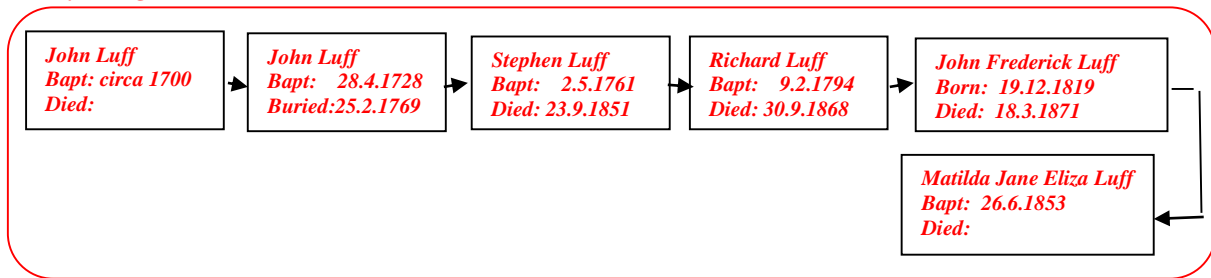 John Luff
Bapt: circa 1700
Died:
John Luff
Bapt: 28.4.1728
Buried:25.2.1769
Stephen Luff
Bapt: 2.5.1761
Died: 23.9.1851
Richard Luff
Bapt: 9.2.1794
Died: 30.9.1868
John Frederick Luff
Born: 19.12.1819
Died: 18.3.1871
Matilda Jane Eliza Luff
Bapt: 26.6.1853
Died: